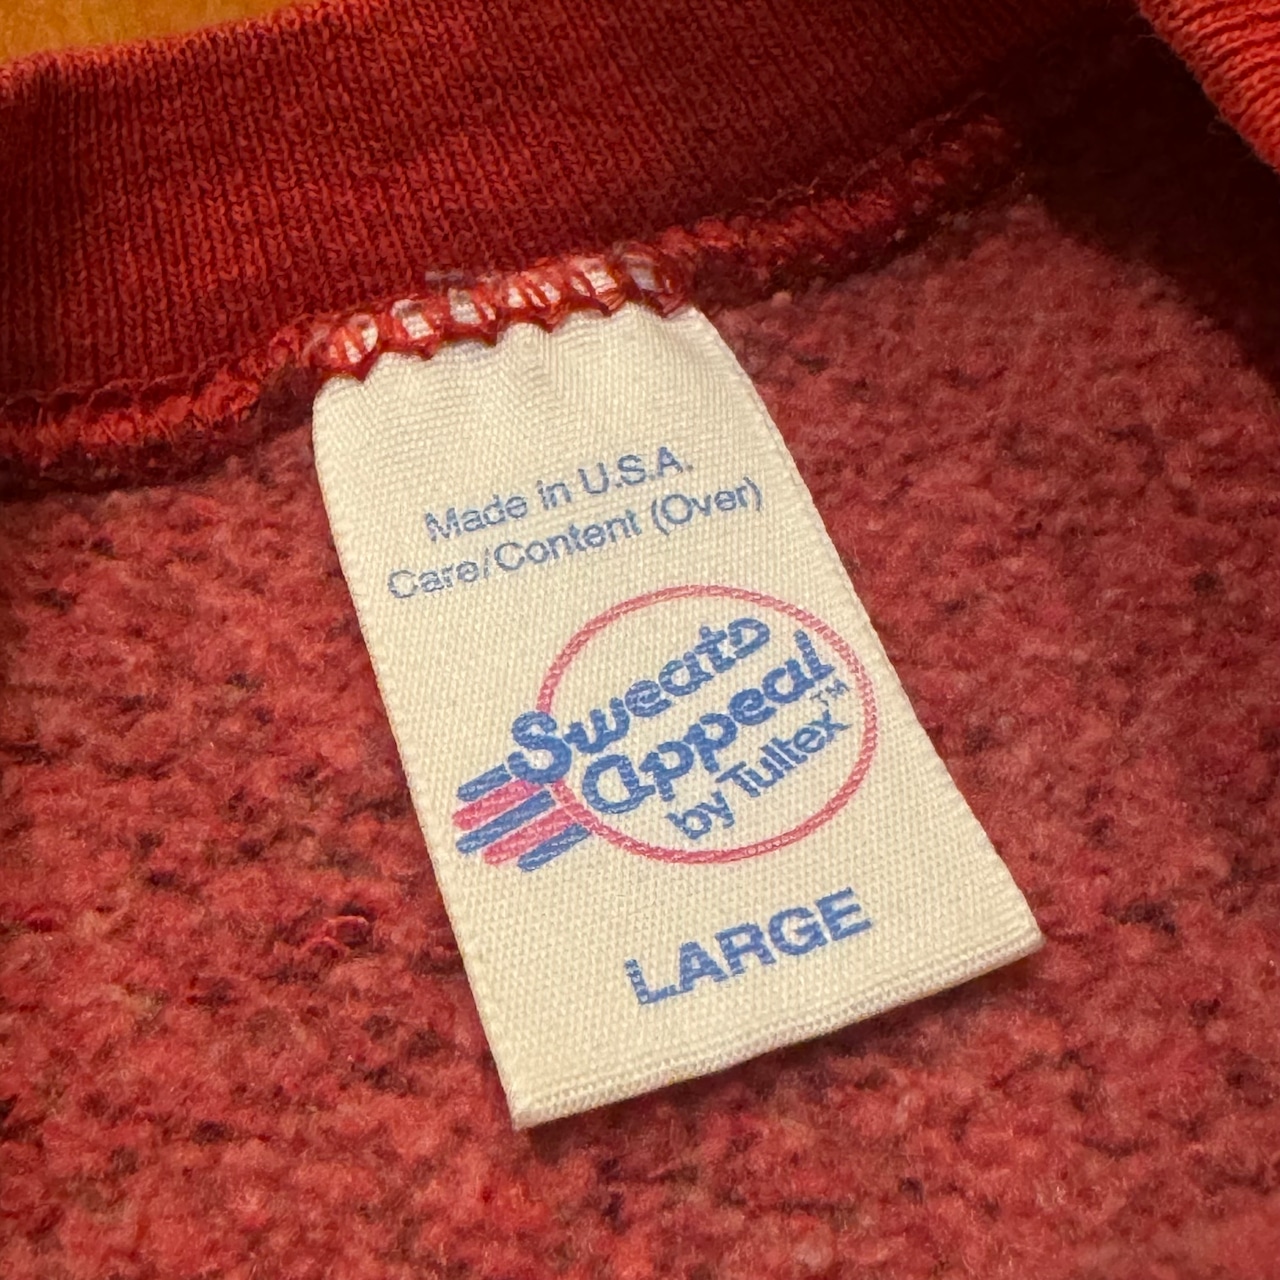 Made in U.S.A.
Care/Content (Over)
Sweats
Appeal™
by Tultex
LARGE